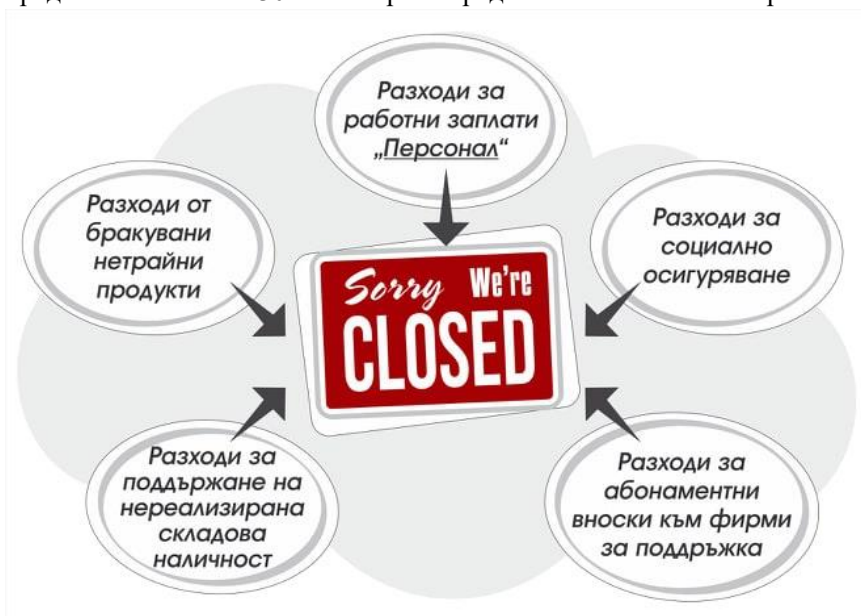 Разходи за
работни заплати
„Персонал“
Разходи от
бракувани
нетрайни
продукти
Разходи за
социално
осигуряване
Sorry We're
CLOSED
Разходи за
поддържане на
нереализирана
складова
наличност
Разходи за
абонаментни
вноски към фирми
за поддръжка